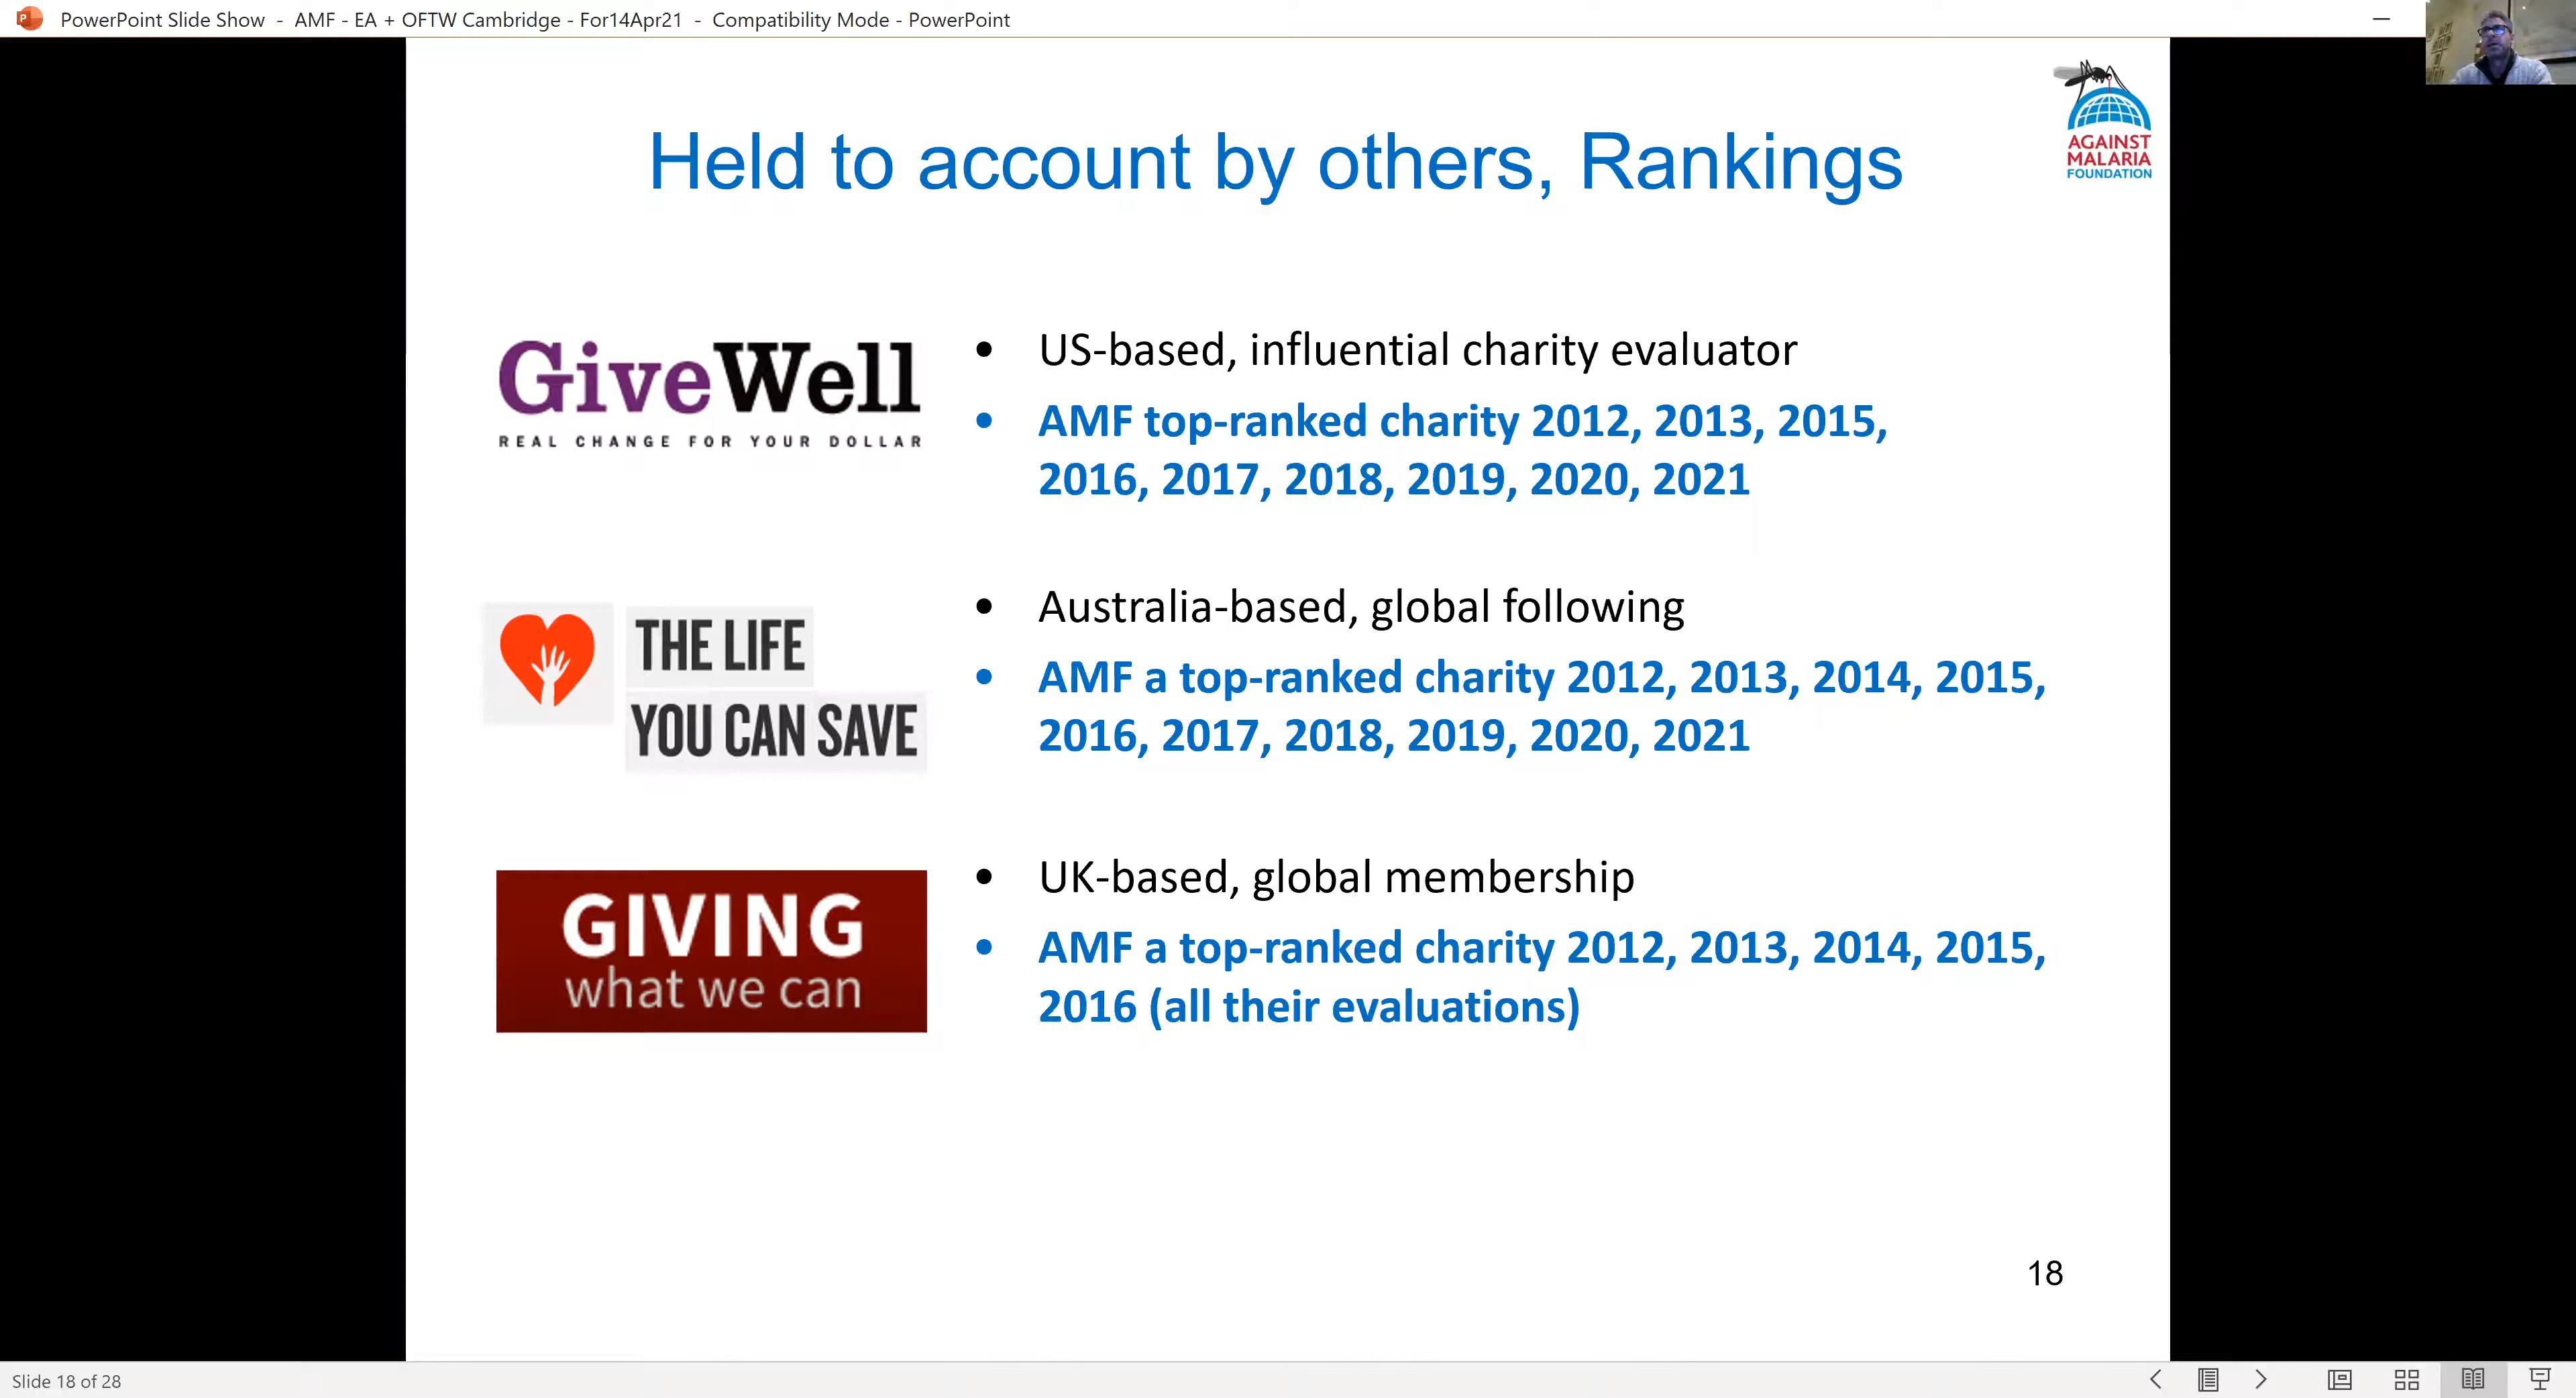 PowerPoint Slide Show - AMF - EA + OFTW Cambridge - For14Apr21 - Compatibility Mode - PowerPoint
AGAINST
MALARIA
FOUNDATION
Held to account by others, Rankings
GiveWell
REAL CHANGE FOR YOUR DOLLAR
• US-based, influential charity evaluator
• AMF top-ranked charity 2012, 2013, 2015,
2016, 2017, 2018, 2019, 2020, 2021
THE LIFE
YOU CAN SAVE
• Australia-based, global following
• AMF a top-ranked charity 2012, 2013, 2014, 2015,
2016, 2017, 2018, 2019, 2020, 2021
GIVING
what we can
• UK-based, global membership
• AMF a top-ranked charity 2012, 2013, 2014, 2015,
2016 (all their evaluations)
18
Slide 18 of 28